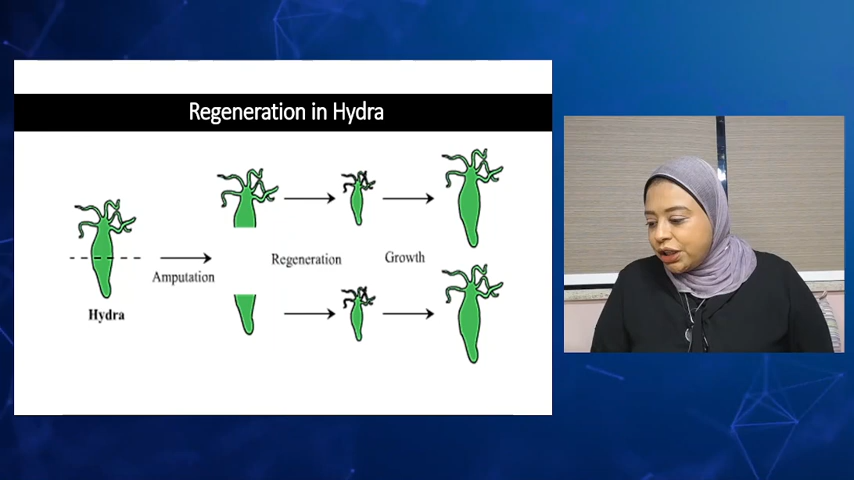 Regeneration in Hydra
Amputation
Regeneration
Growth
Hydra